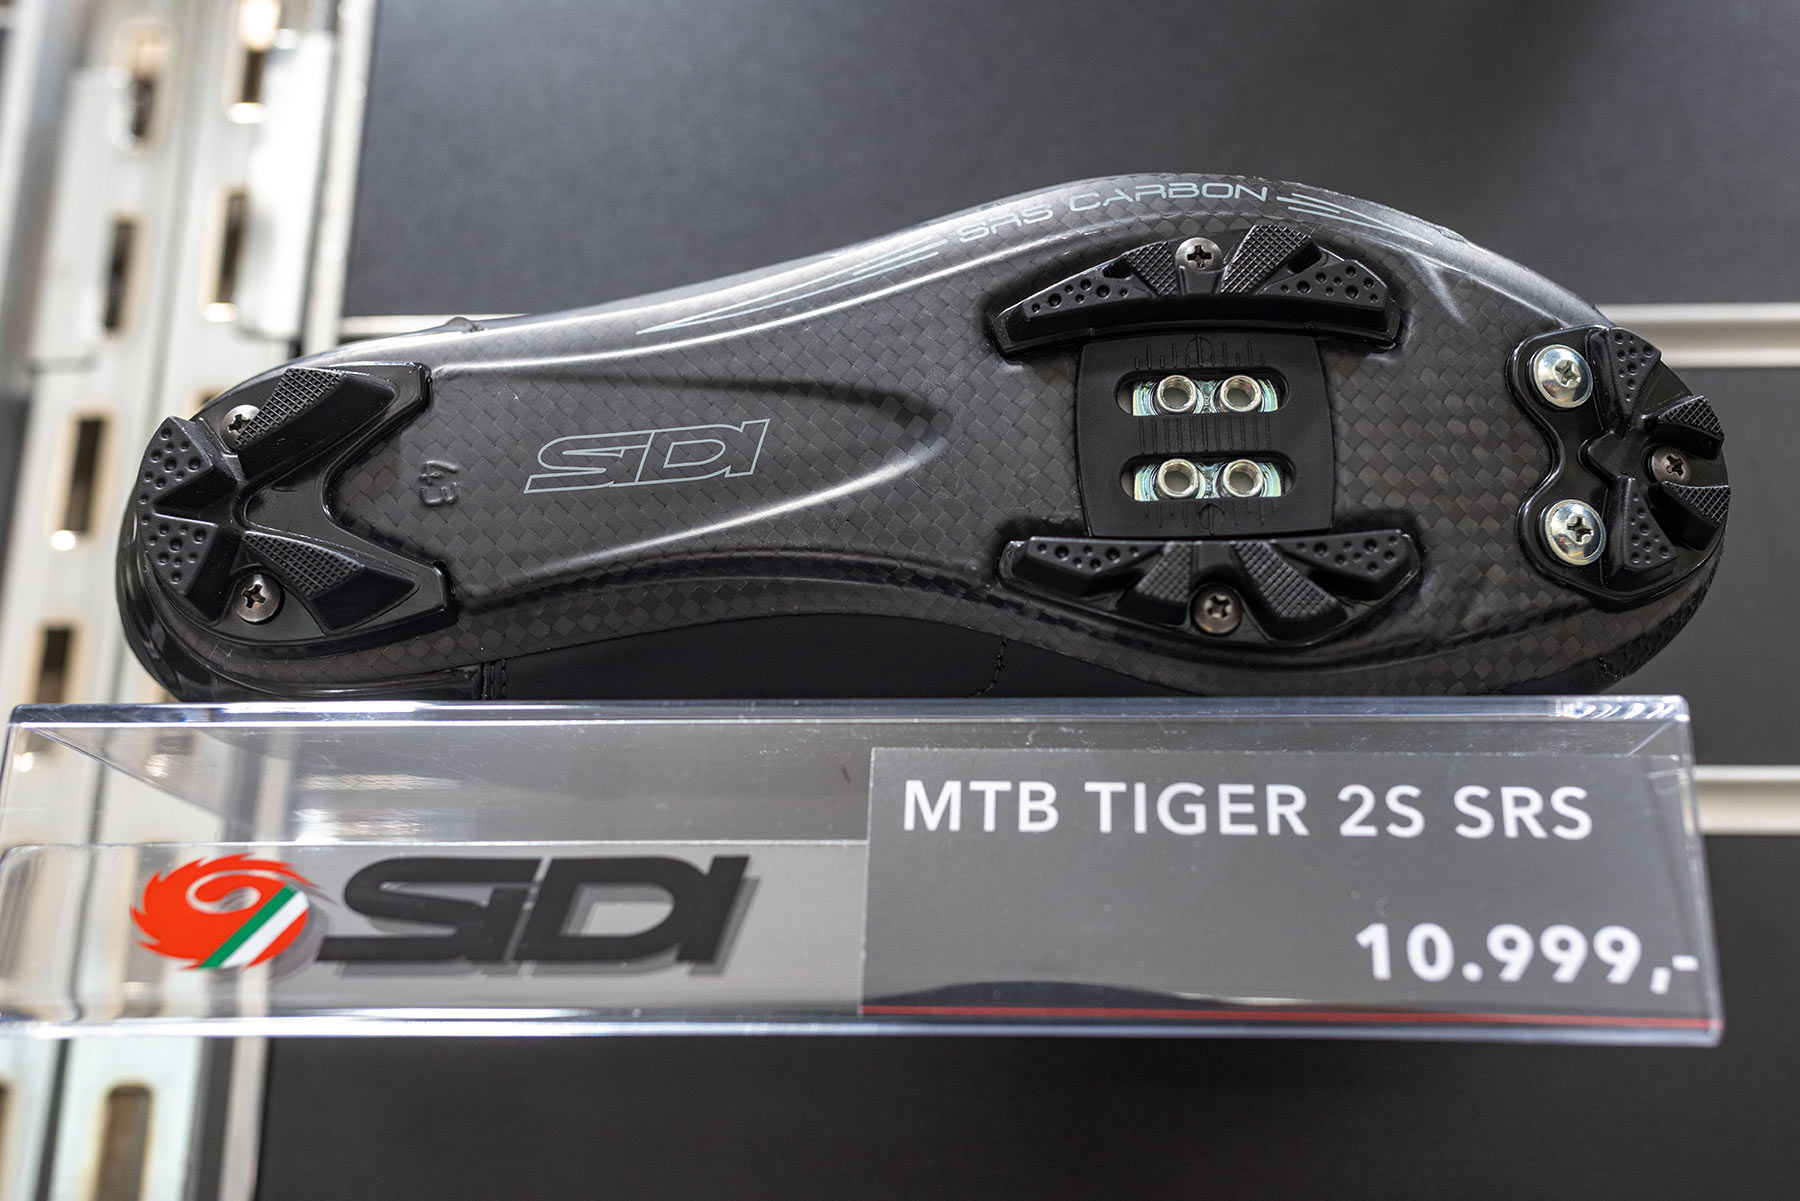 SRS CARBON
SIDI
43
MTB TIGER 2S SRS
SIDI
10.999,-